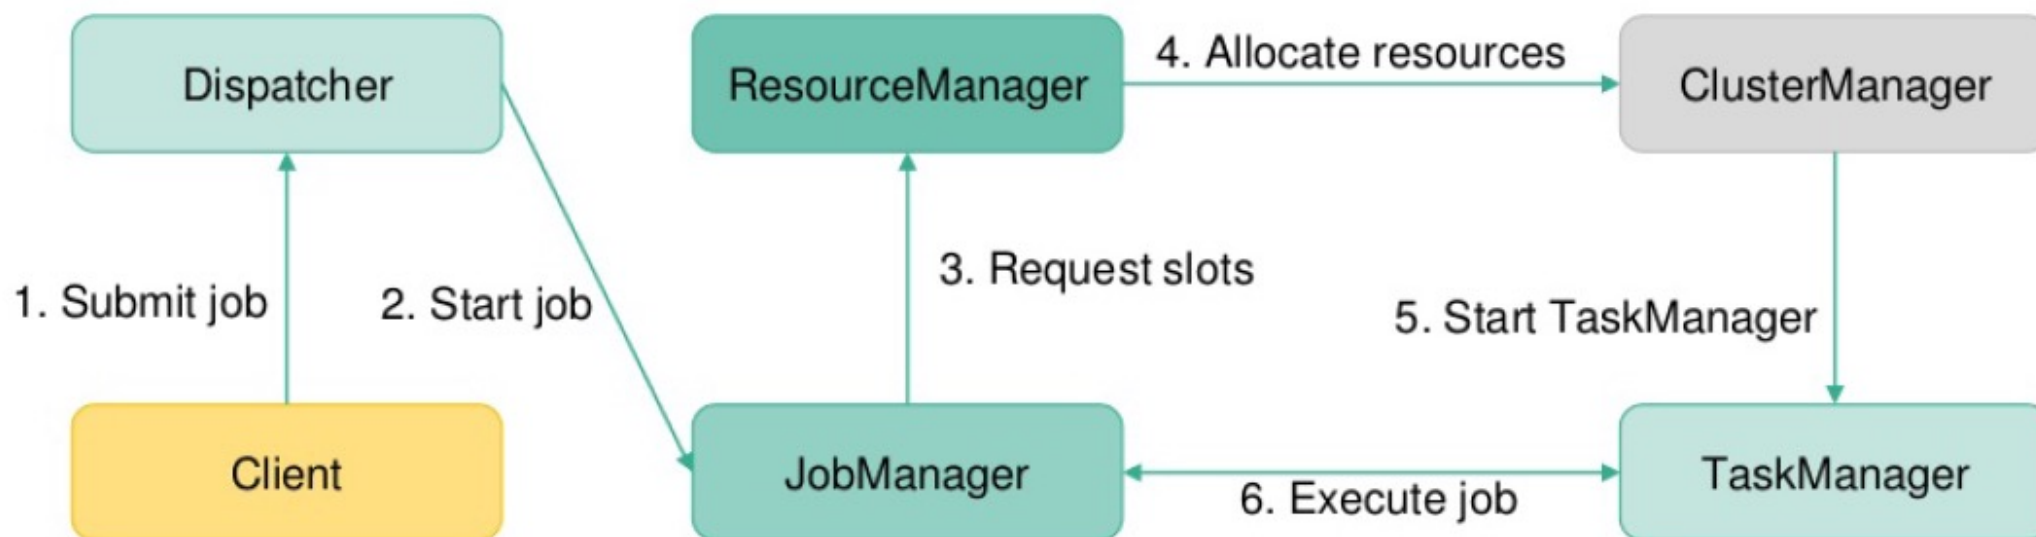 Dispatcher
ResourceManager
4. Allocate resources
ClusterManager
1. Submit job
2. Start job
3. Request slots
5. Start TaskManager
Client
JobManager
6. Execute job
TaskManager